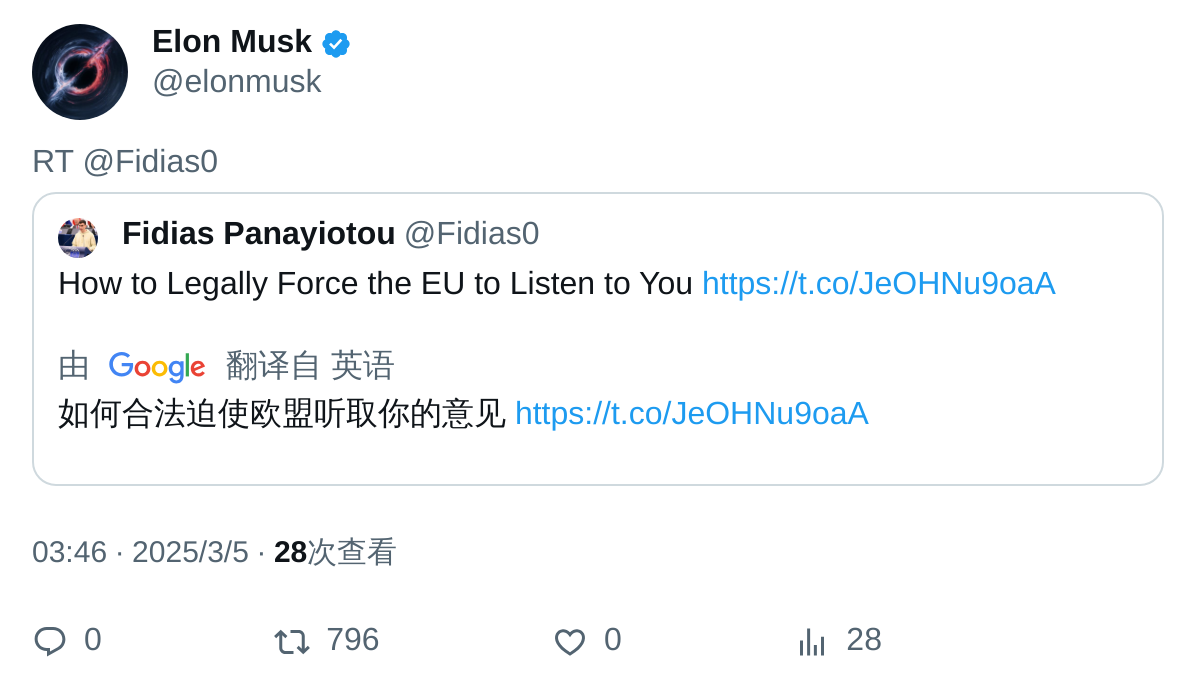 Elon Musk
@elonmusk
RT @Fidias0
Fidias Panayiotou @Fidias0
How to Legally Force the EU to Listen to You https://t.co/JeOHNu9oaA
由 Google 翻译自 英语
如何合法迫使欧盟听取你的意见 https://t.co/JeOHNu9oaA
03:46 · 2025/3/5 · 28次查看
0 796 0 28